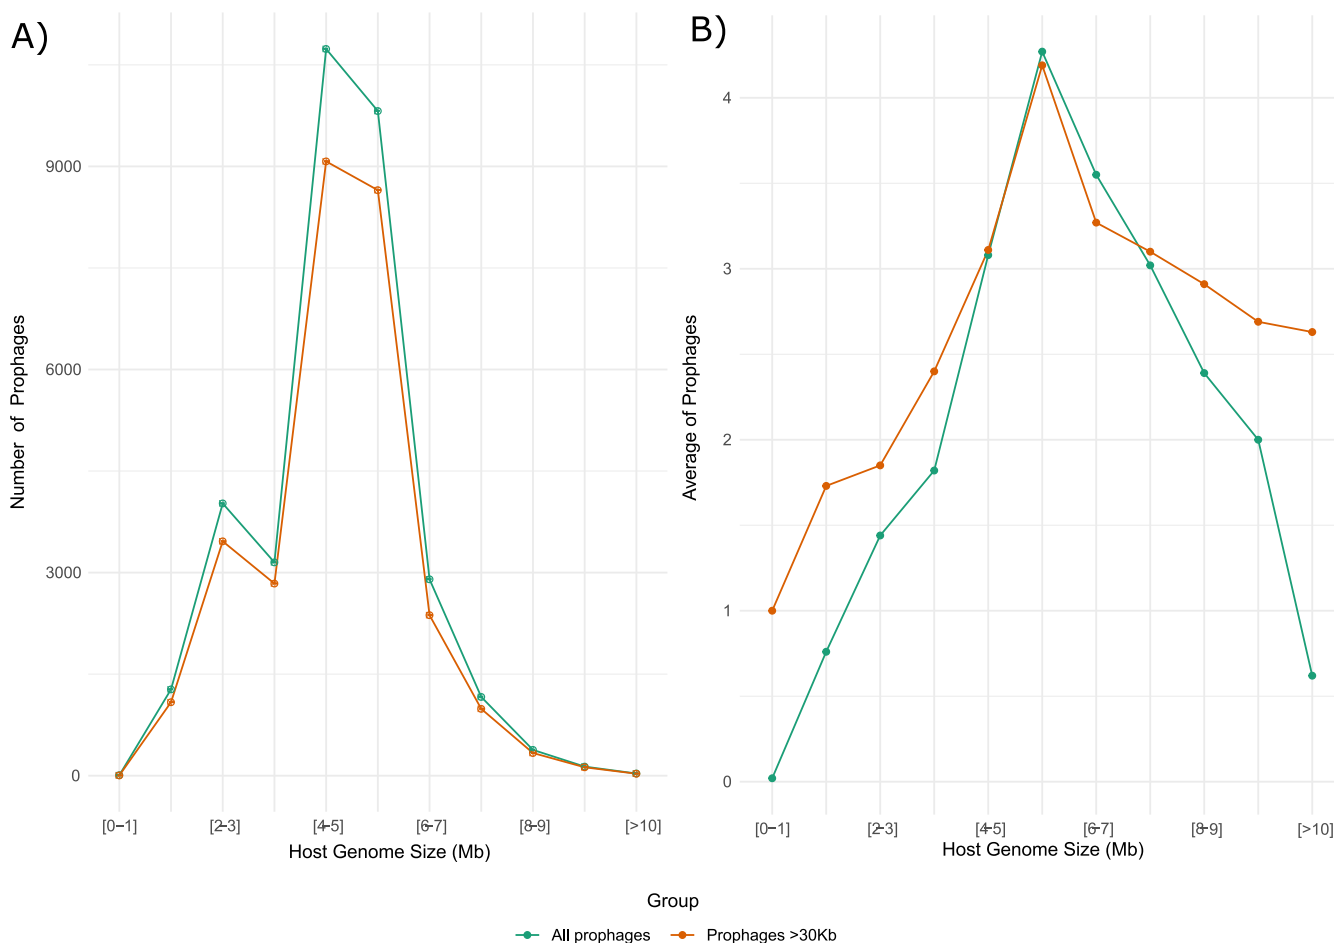 A)
Number of Prophages
9000
6000
3000
0
[0−1]
[2−3]
[4−5]
[6−7]
[8−9]
[>10]
Host Genome Size (Mb)
B)
Average of Prophages
4
3
2
1
0
[0−1]
[2−3]
[4−5]
[6−7]
[8−9]
[>10]
Host Genome Size (Mb)
Group
All prophages
Prophages >30Kb